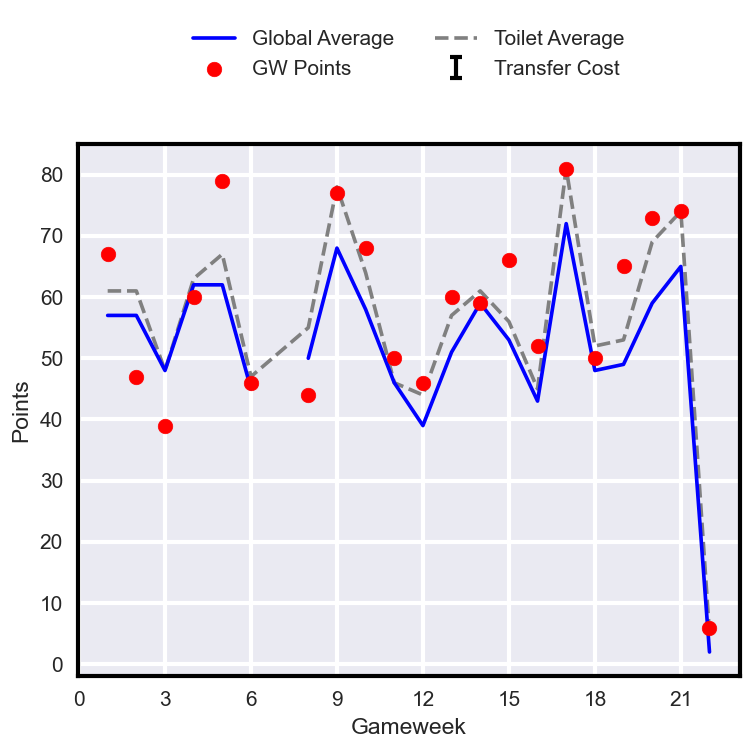 Global Average
Toilet Average
GW Points
Transfer Cost
80
70
60
50
40
30
20
10
0
Points
0 3 6 9 12 15 18 21
Gameweek